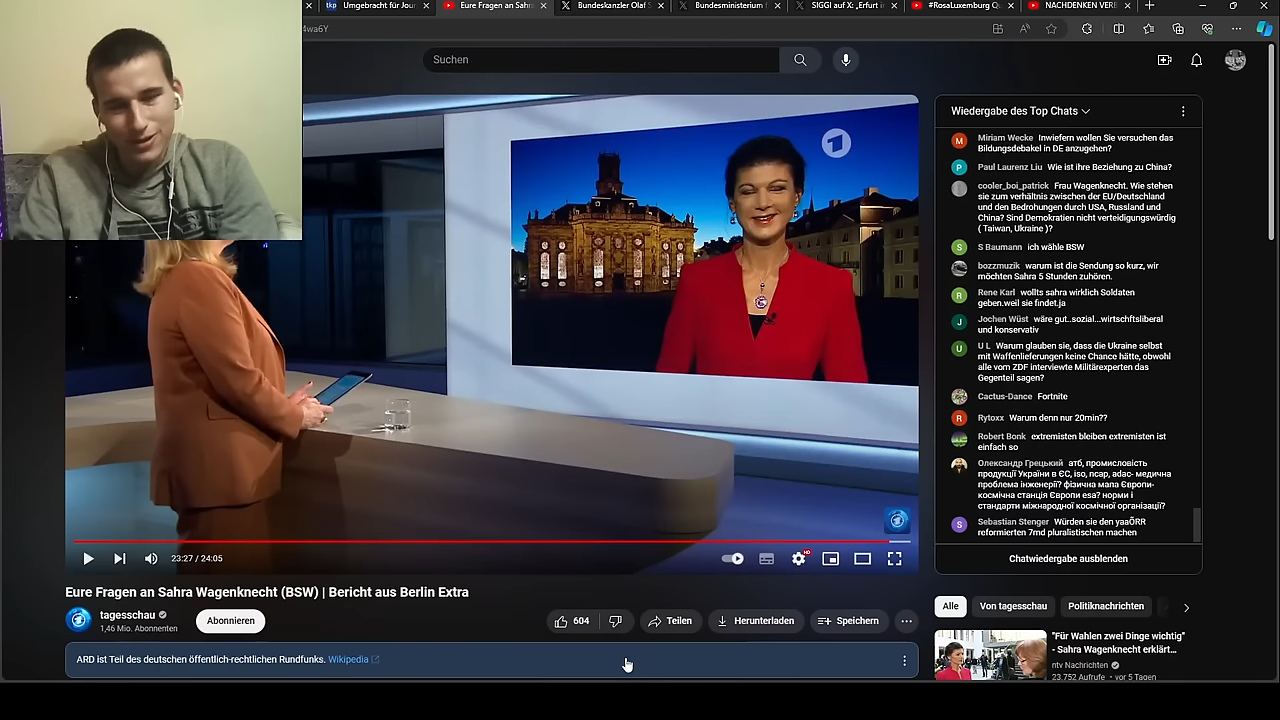 Umgebracht für Jour
Eure Fragen an Sahra
Bundeskanzler Olaf S
Bundesministerium f
SIGGI auf X: „Erfurt i
#RosaLuxemburg Q
NACHDENKEN VER
4wa6Y
Suchen
Wiedergabe des Top Chats
Miriam Wecke Inwiefern wollen Sie versuchen das
Bildungsdebakel in DE anzugehen?
Paul Laurenz Liu Wie ist ihre Beziehung zu China?
cooler_boi_patrick Frau Wagenknecht. Wie stehen
sie zum verhältnis zwischen der EU/Deutschland
und den Bedrohungen durch USA, Russland und
China? Sind Demokratien nicht verteidigungswürdig
( Taiwan, Ukraine )?
S Baumann ich wähle BSW
bozzmuzik warum ist die Sendung so kurz, wir
möchten Sahra 5 Stunden zuhören.
Rene Karl wollts sahra wirklich Soldaten
geben.weil sie findet.ja
Jochen Wüst wäre gut..sozial...wirtschftsliberal
und konservativ
U L Warum glauben sie, dass die Ukraine selbst
mit Waffenlieferungen keine Chance hätte, obwohl
alle vom ZDF interviewte Militärexperten das
Gegenteil sagen?
Cactus-Dance Fortnite
Rytoxx Warum denn nur 20min??
Robert Bonk extremisten bleiben extremisten ist
einfach so
Олександр Грецький атб, промисловість
продукції України в ЄС, iso, ncap, adac- медична
проблема інженерії? фізична мапа Європи-
космічна станція Європи esa? норми і
стандарти міжнародної космічної організації?
Sebastian Stenger Würden sie den yaaÖRR
reformierten 7md pluralistischen machen
Chatwiedergabe ausblenden
23:27 / 24:05
HD
Eure Fragen an Sahra Wagenknecht (BSW) | Bericht aus Berlin Extra
tagesschau
1,46 Mio. Abonnenten
Abonnieren
604
Teilen
Herunterladen
Speichern
ARD ist Teil des deutschen öffentlich-rechtlichen Rundfunks. Wikipedia
Alle
Von tagesschau
Politiknachrichten
"Für Wahlen zwei Dinge wichtig"
- Sahra Wagenknecht erklärt...
ntv Nachrichten
23.752 Aufrufe • vor 5 Tagen